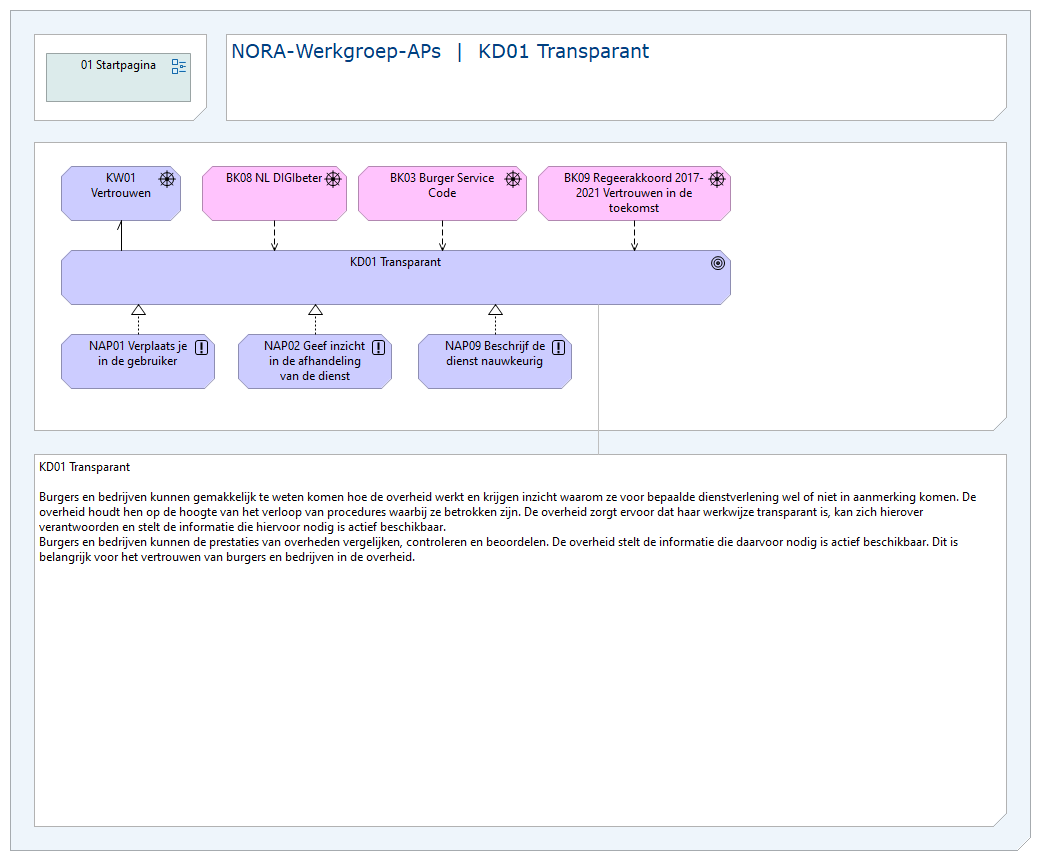 01 Startpagina
NORA-Werkgroep-APs | KD01 Transparant
KW01
Vertrouwen
BK08 NL DIGIbeter
BK03 Burger Service
Code
BK09 Regeerakkoord 2017-
2021 Vertrouwen in de
toekomst
KD01 Transparant
NAP01 Verplaats je
in de gebruiker
NAP02 Geef inzicht
in de afhandeling
van de dienst
NAP09 Beschrijf de
dienst nauwkeurig
KD01 Transparant
Burgers en bedrijven kunnen gemakkelijk te weten komen hoe de overheid werkt en krijgen inzicht waarom ze voor bepaalde dienstverlening wel of niet in aanmerking komen. De
overheid houdt hen op de hoogte van het verloop van procedures waarbij ze betrokken zijn. De overheid zorgt ervoor dat haar werkwijze transparant is, kan zich hierover
verantwoorden en stelt de informatie die hiervoor nodig is actief beschikbaar.
Burgers en bedrijven kunnen de prestaties van overheden vergelijken, controleren en beoordelen. De overheid stelt de informatie die daarvoor nodig is actief beschikbaar. Dit is
belangrijk voor het vertrouwen van burgers en bedrijven in de overheid.